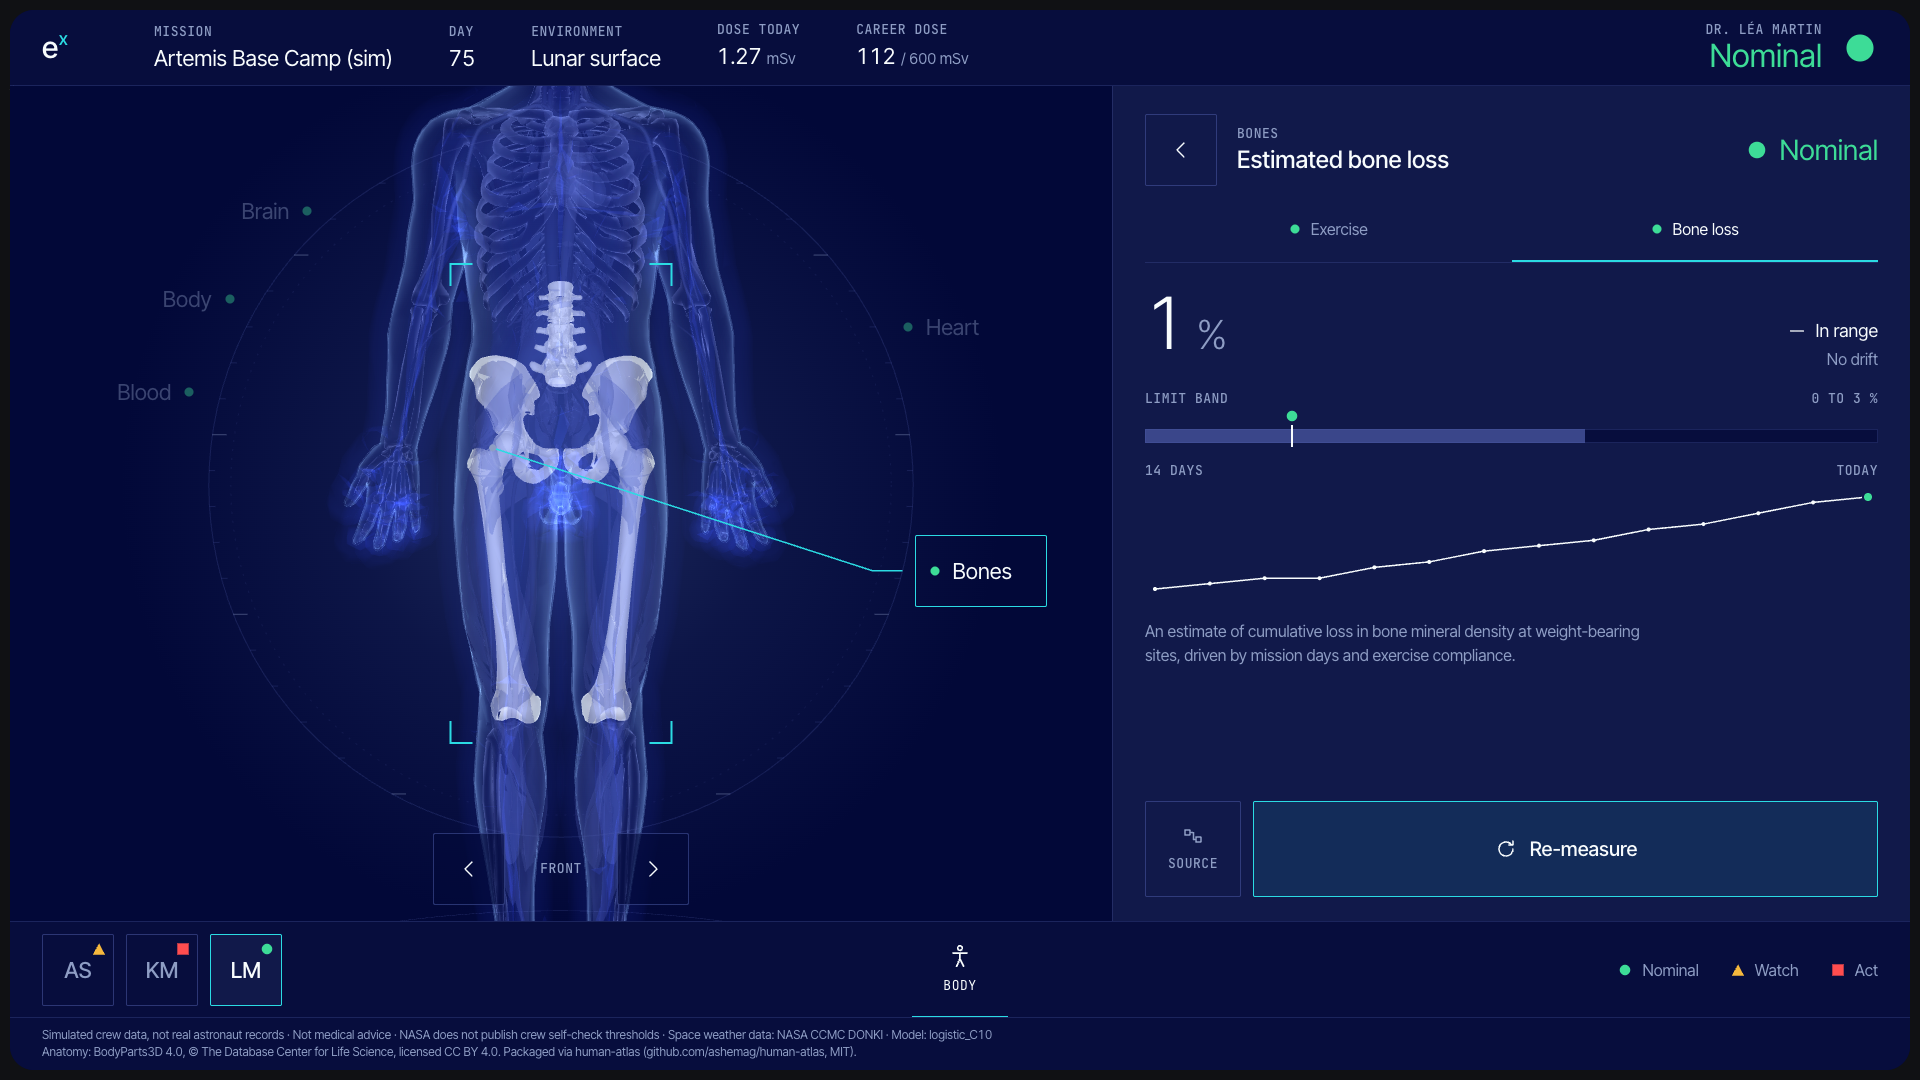 eˣ
MISSION
Artemis Base Camp (sim)
DAY
75
ENVIRONMENT
Lunar surface
DOSE TODAY
1.27 mSv
CAREER DOSE
112 / 600 mSv
DR. LÉA MARTIN
Nominal
Brain
Body
Blood
Heart
Bones
FRONT
BONES
Estimated bone loss
Nominal
Exercise
Bone loss
1 %
In range
No drift
LIMIT BAND
0 TO 3 %
14 DAYS
TODAY
An estimate of cumulative loss in bone mineral density at weight-bearing
sites, driven by mission days and exercise compliance.
SOURCE
Re-measure
AS
KM
LM
BODY
Nominal
Watch
Act
Simulated crew data, not real astronaut records · Not medical advice · NASA does not publish crew self-check thresholds · Space weather data: NASA CCMC DONKI · Model: logistic_C10
Anatomy: BodyParts3D 4.0, © The Database Center for Life Science, licensed CC BY 4.0. Packaged via human-atlas (github.com/ashemag/human-atlas, MIT).